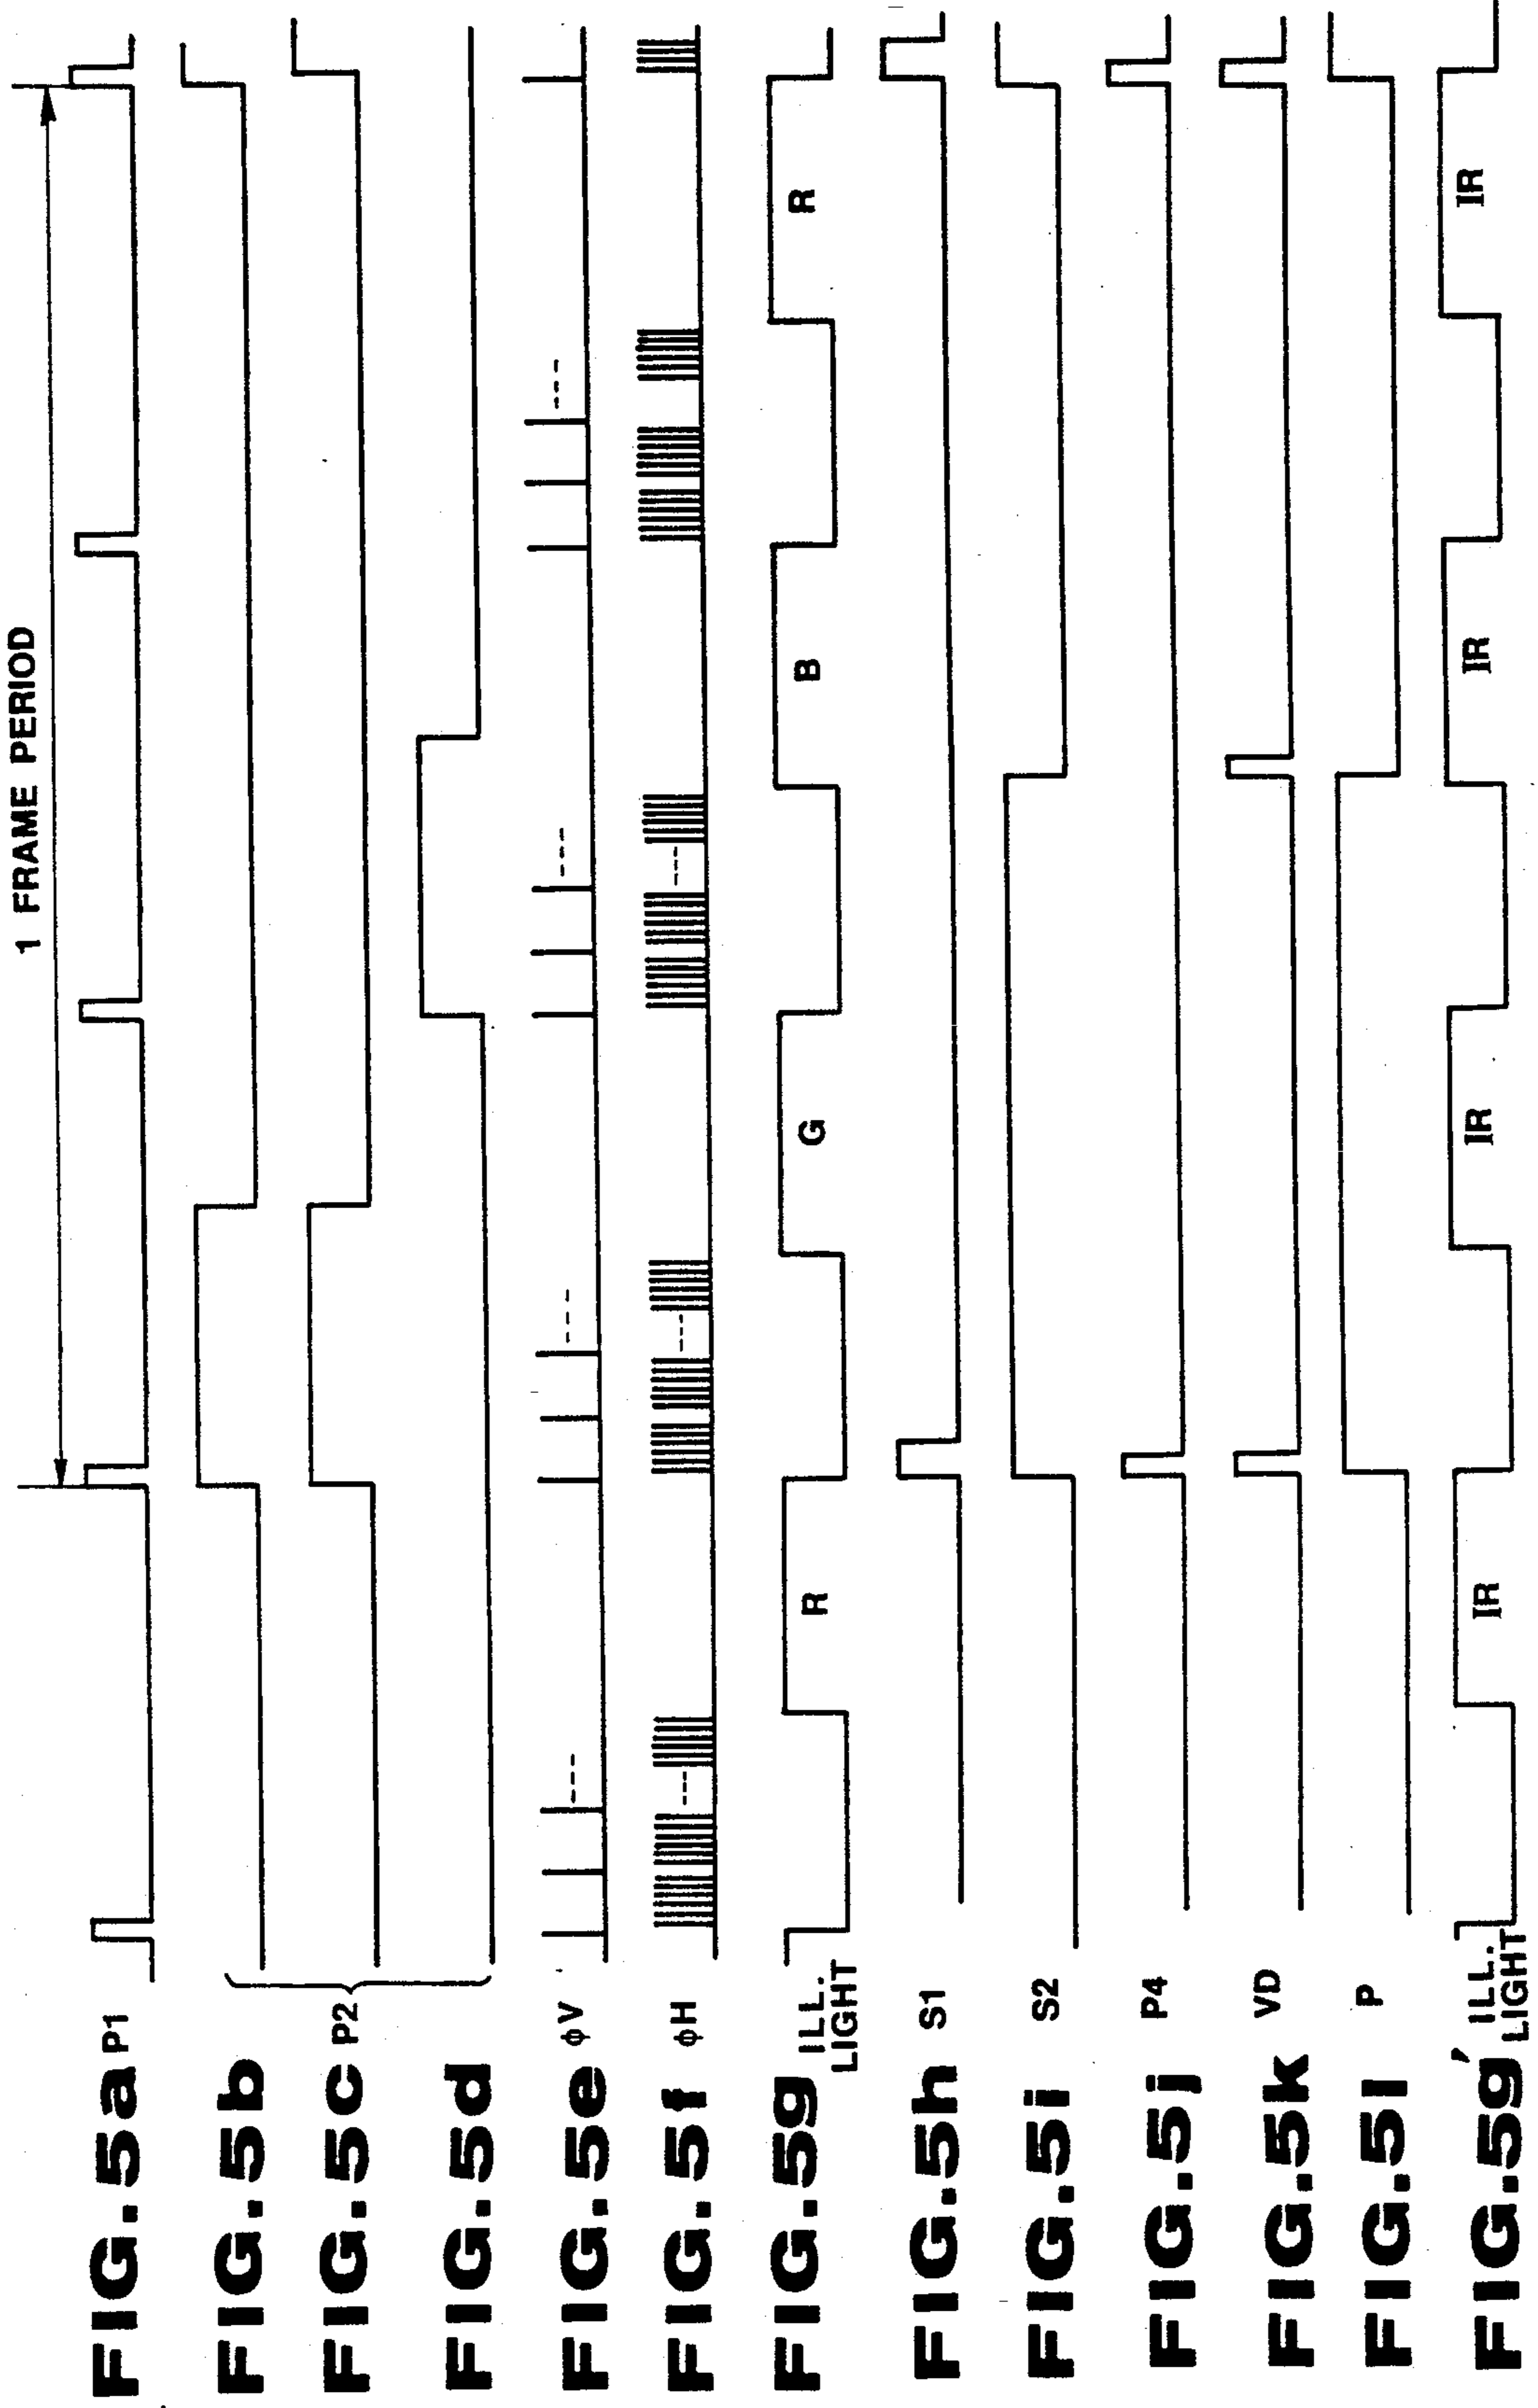 1 FRAME PERIOD
FIG.5a P1
FIG.5b
FIG.5c P2
FIG.5d
FIG.5e φV
FIG.5f φH
FIG.5g ILL. LIGHT
R G B R
FIG.5h S1
FIG.5i S2
FIG.5j P4
FIG.5k VD
FIG.5l P
FIG.5g' ILL. LIGHT
IR IR IR IR